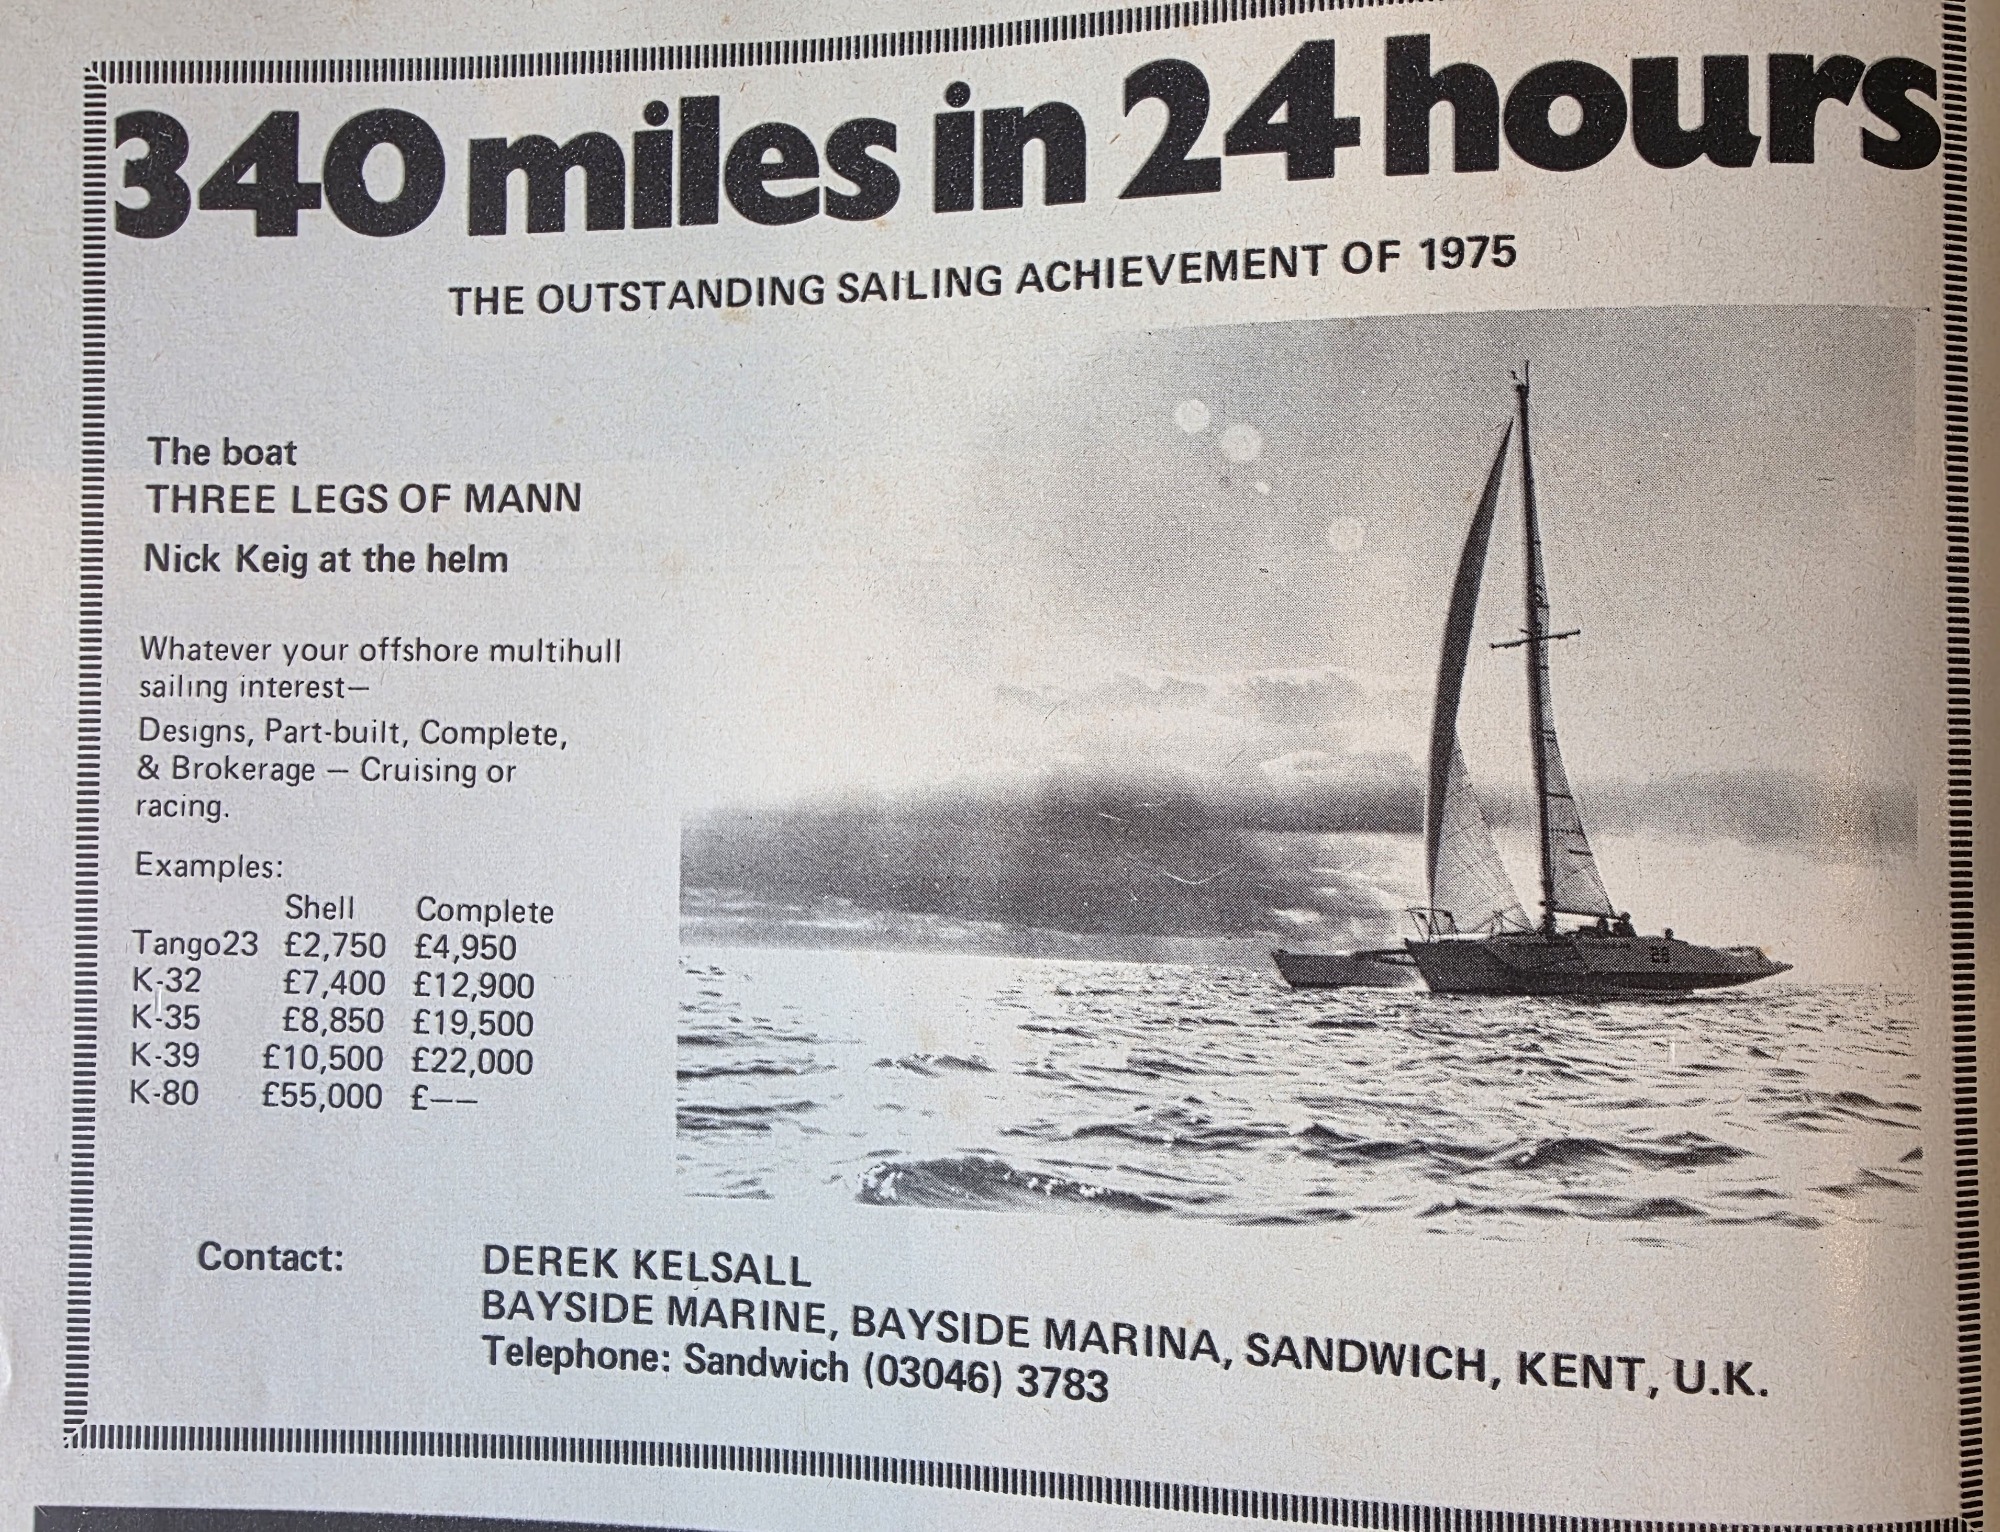 340 miles in 24 hours
THE OUTSTANDING SAILING ACHIEVEMENT OF 1975
The boat
THREE LEGS OF MANN
Nick Keig at the helm
Whatever your offshore multihull
sailing interest—
Designs, Part-built, Complete,
& Brokerage — Cruising or
racing.
Examples:
Shell Complete
Tango23 £2,750 £4,950
K-32 £7,400 £12,900
K-35 £8,850 £19,500
K-39 £10,500 £22,000
K-80 £55,000 £——
Contact: DEREK KELSALL
BAYSIDE MARINE, BAYSIDE MARINA, SANDWICH, KENT, U.K.
Telephone: Sandwich (03046) 3783